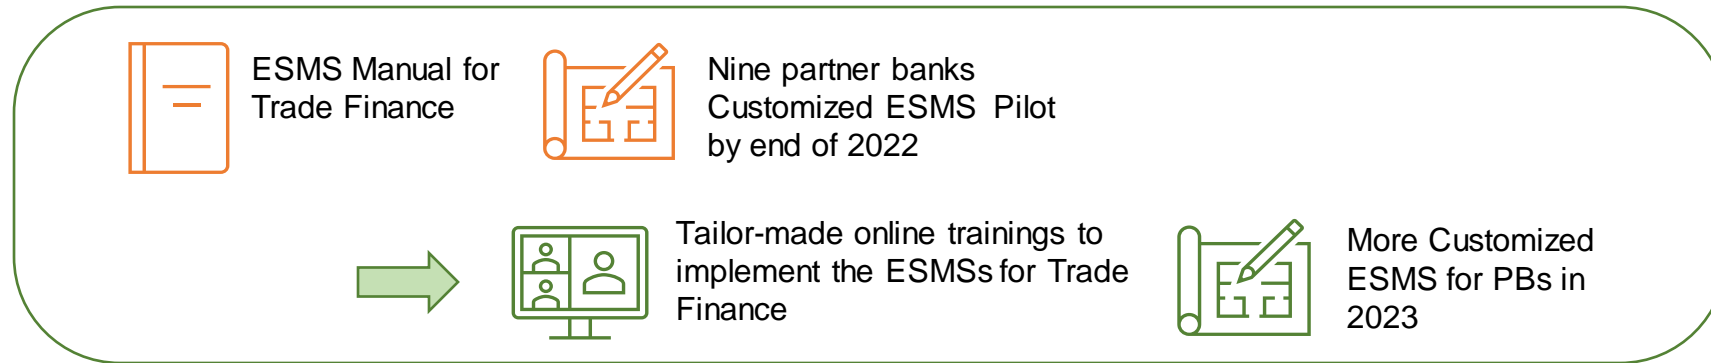 ESMS Manual for
Trade Finance
Nine partner banks
Customized ESMS Pilot
by end of 2022
Tailor-made online trainings to
implement the ESMSs for Trade
Finance
More Customized
ESMS for PBs in
2023